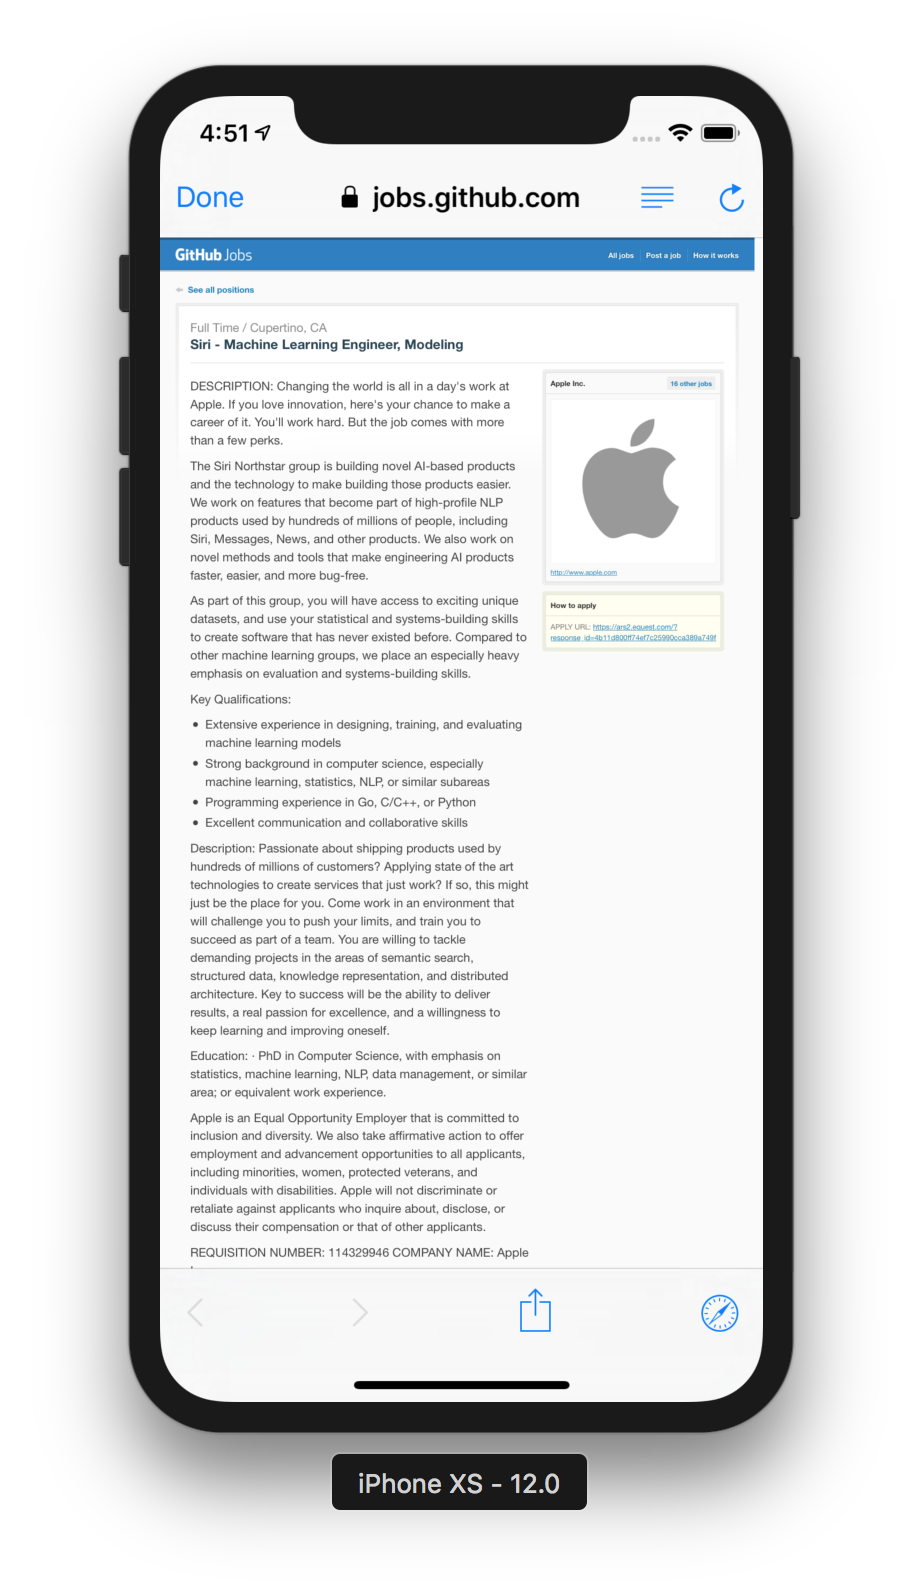 4:51
Done
jobs.github.com
GitHub Jobs
All jobs
Post a job
How it works
See all positions
Full Time / Cupertino, CA
Siri - Machine Learning Engineer, Modeling
DESCRIPTION: Changing the world is all in a day's work at
Apple. If you love innovation, here's your chance to make a
career of it. You'll work hard. But the job comes with more
than a few perks.
The Siri Northstar group is building novel AI-based products
and the technology to make building those products easier.
We work on features that become part of high-profile NLP
products used by hundreds of millions of people, including
Siri, Messages, News, and other products. We also work on
novel methods and tools that make engineering AI products
faster, easier, and more bug-free.
As part of this group, you will have access to exciting unique
datasets, and use your statistical and systems-building skills
to create software that has never existed before. Compared to
other machine learning groups, we place an especially heavy
emphasis on evaluation and systems-building skills.
Key Qualifications:
• Extensive experience in designing, training, and evaluating
machine learning models
• Strong background in computer science, especially
machine learning, statistics, NLP, or similar subareas
• Programming experience in Go, C/C++, or Python
• Excellent communication and collaborative skills
Description: Passionate about shipping products used by
hundreds of millions of customers? Applying state of the art
technologies to create services that just work? If so, this might
just be the place for you. Come work in an environment that
will challenge you to push your limits, and train you to
succeed as part of a team. You are willing to tackle
demanding projects in the areas of semantic search,
structured data, knowledge representation, and distributed
architecture. Key to success will be the ability to deliver
results, a real passion for excellence, and a willingness to
keep learning and improving oneself.
Education: · PhD in Computer Science, with emphasis on
statistics, machine learning, NLP, data management, or similar
area; or equivalent work experience.
Apple is an Equal Opportunity Employer that is committed to
inclusion and diversity. We also take affirmative action to offer
employment and advancement opportunities to all applicants,
including minorities, women, protected veterans, and
individuals with disabilities. Apple will not discriminate or
retaliate against applicants who inquire about, disclose, or
discuss their compensation or that of other applicants.
REQUISITION NUMBER: 114329946 COMPANY NAME: Apple
Apple Inc.
16 other jobs
http://www.apple.com
How to apply
APPLY URL: https://ars2.equest.com/?
response_id=4b11d800ff74ef7c25990cca389a749f
iPhone XS - 12.0